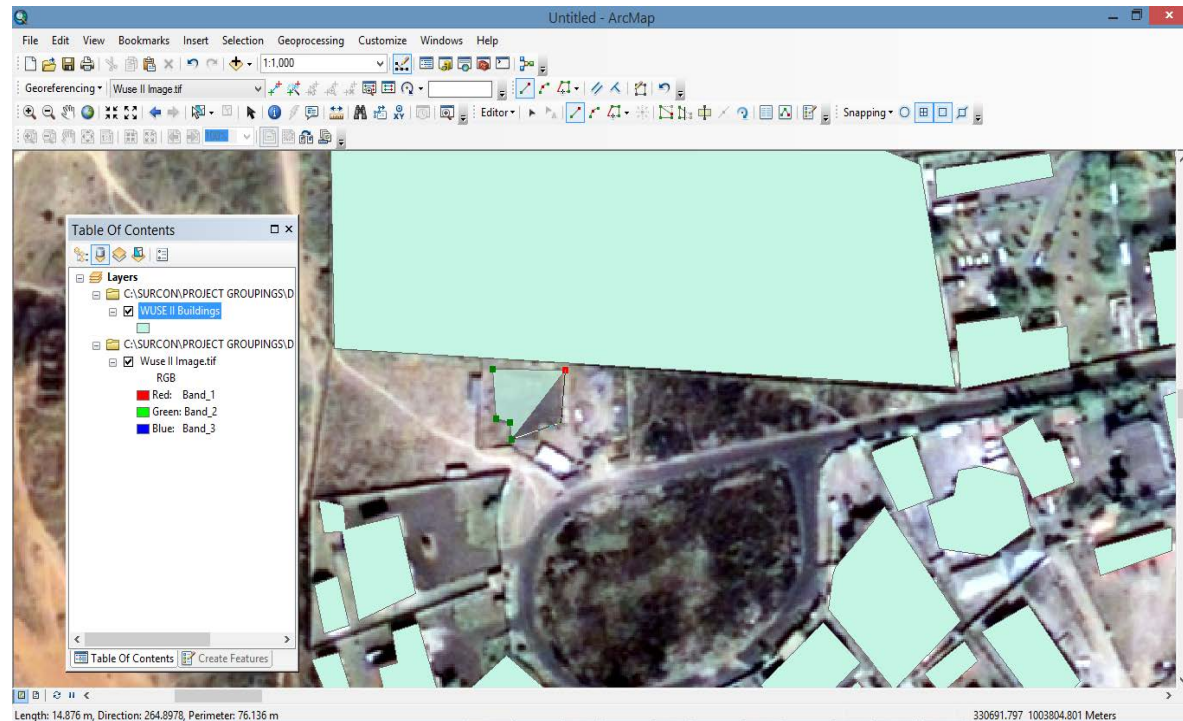 Untitled - ArcMap
File Edit View Bookmarks Insert Selection Geoprocessing Customize Windows Help
1:1,000
Georeferencing Wuse II Image.tif
Editor Snapping
100%
Table Of Contents
Layers
C:\SURCON\PROJECT GROUPINGS\D
WUSE II Buildings
C:\SURCON\PROJECT GROUPINGS\D
Wuse II Image.tif
RGB
Red: Band_1
Green: Band_2
Blue: Band_3
Table Of Contents Create Features
Length: 14.876 m, Direction: 264.8978, Perimeter: 76.136 m 330691.797 1003804.801 Meters